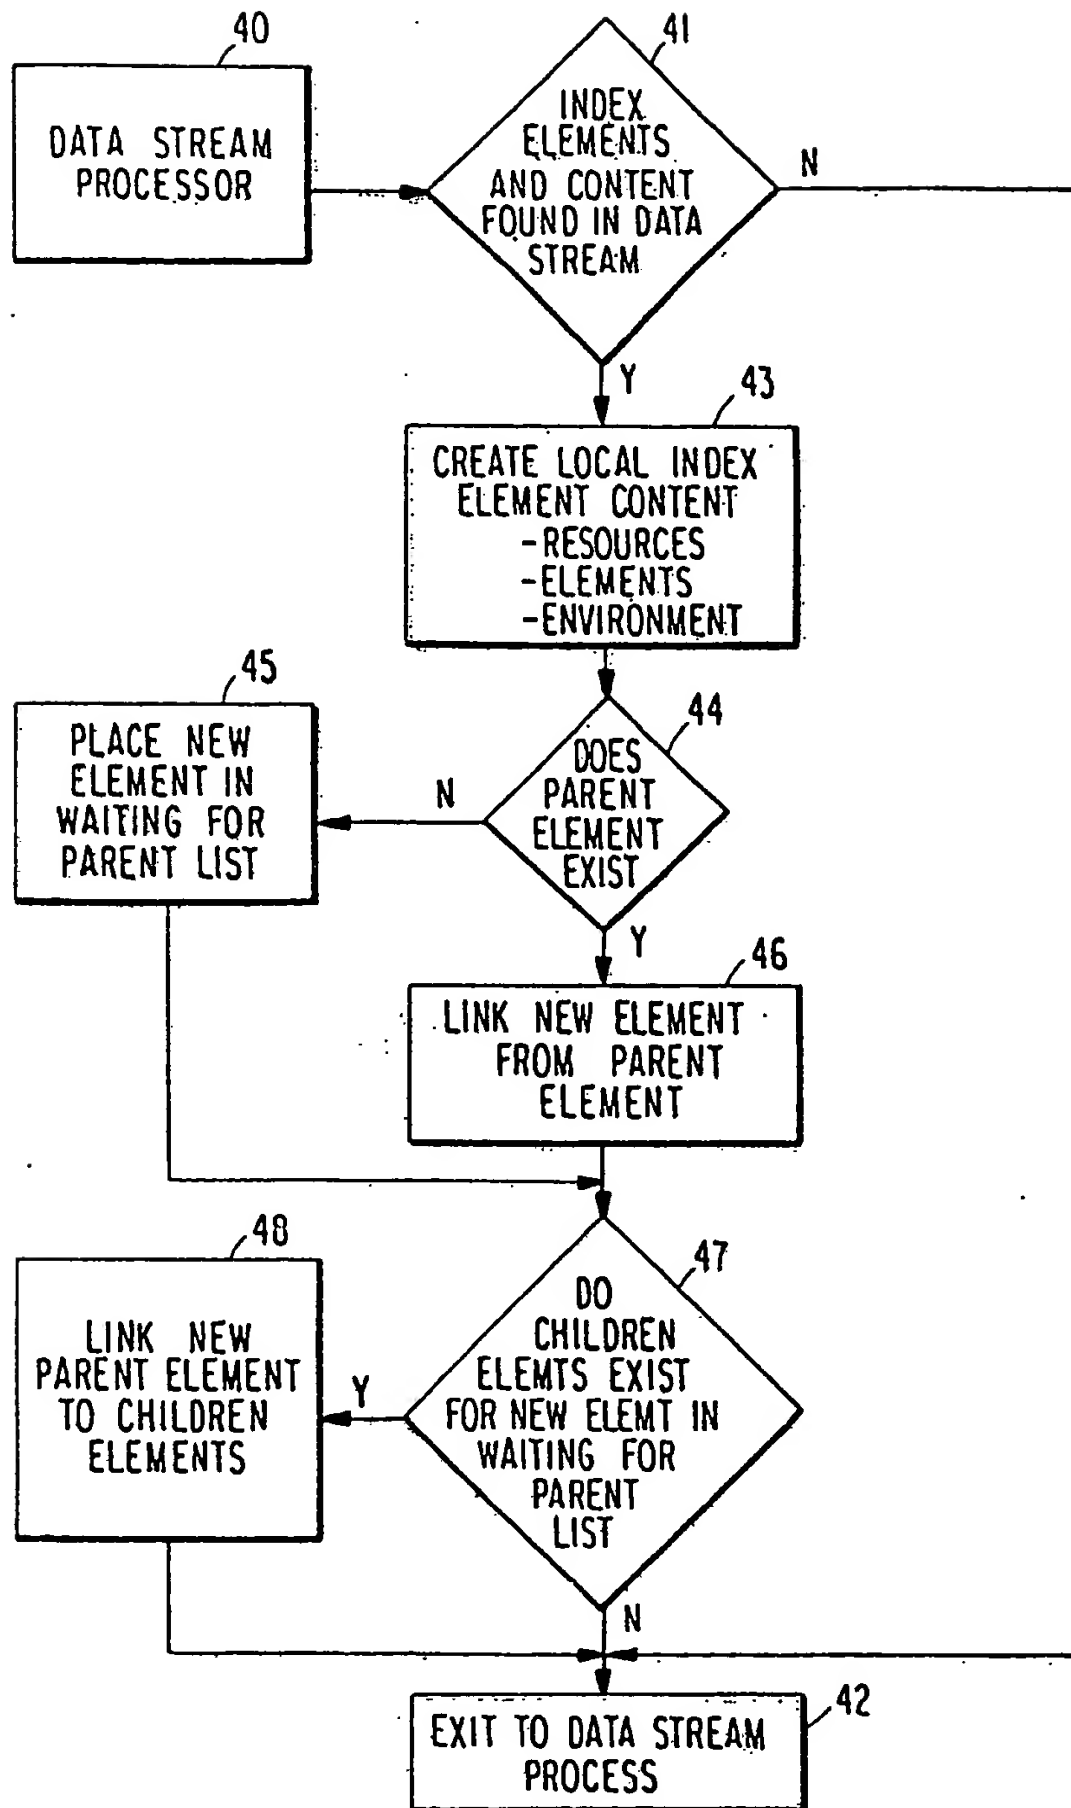 40
DATA STREAM
PROCESSOR
41
INDEX
ELEMENTS
AND CONTENT
FOUND IN DATA
STREAM
N
Y
43
CREATE LOCAL INDEX
ELEMENT CONTENT
-RESOURCES
-ELEMENTS
-ENVIRONMENT
44
DOES
PARENT
ELEMENT
EXIST
N
45
PLACE NEW
ELEMENT IN
WAITING FOR
PARENT LIST
Y
46
LINK NEW ELEMENT
FROM PARENT
ELEMENT
47
DO
CHILDREN
ELEMTS EXIST
FOR NEW ELEMT IN
WAITING FOR
PARENT
LIST
Y
48
LINK NEW
PARENT ELEMENT
TO CHILDREN
ELEMENTS
N
42
EXIT TO DATA STREAM
PROCESS